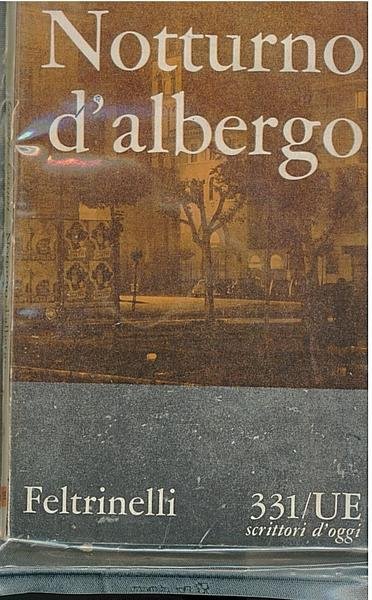 Notturno
d'albergo
Feltrinelli
331/UE
scrittori d'oggi